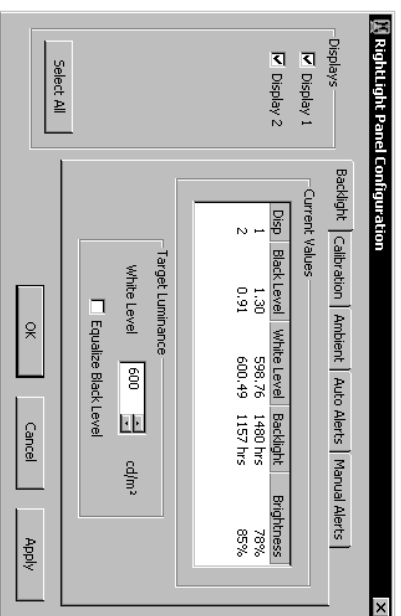 RightLight Panel Configuration
Displays
Display 1
Display 2
Select All
Backlight Calibration Ambient Auto Alerts Manual Alerts
Current Values
Disp Black Level White Level Backlight Brightness
1 1.30 598.76 1480 hrs 78%
2 0.91 600.49 1157 hrs 85%
Target Luminance
White Level 600 cd/m²
Equalize Black Level
OK Cancel Apply